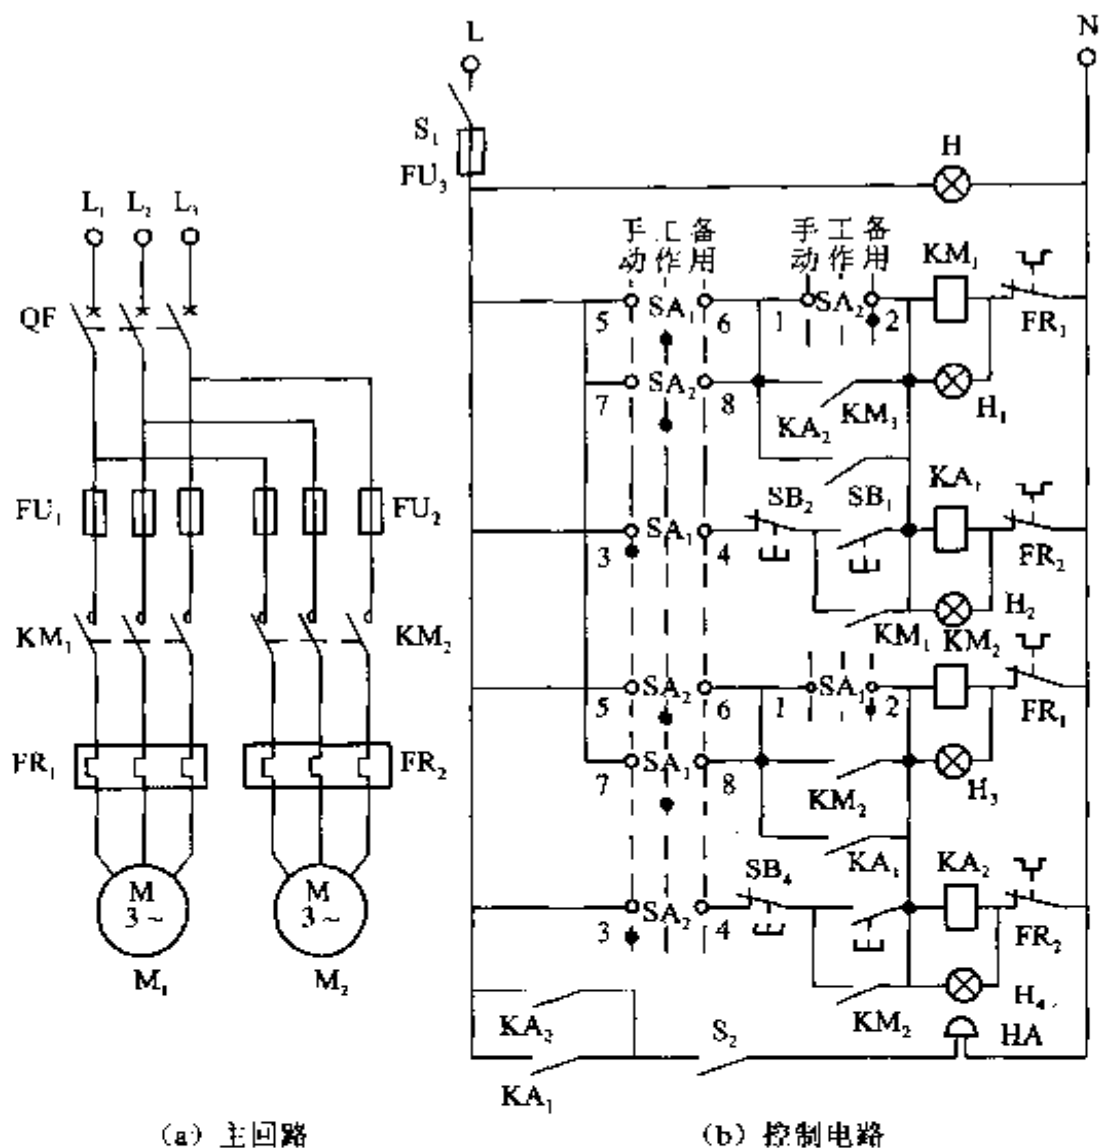 L
N
S₁
FU₃
H
L₁ L₂ L₃
手动 工作 备用
手动 工作 备用
KM₁
QF
5 SA₁ 6 1 SA₂ 2
FR₁
7 SA₂ 8
KA₂ KM₁
H₁
FU₁
FU₂
SB₂ SB₁
KA₁
3 SA₁ 4
FR₂
KM₁
KM₂
KM₁
H₂
KM₂
5 SA₂ 6 1 SA₁ 2
FR₁
FR₁
FR₂
7 SA₁ 8
KM₂
H₃
SB₄
KA₁
KA₂
M 3~
M 3~
3 SA₂ 4
FR₂
M₁
M₂
KM₂
H₄
KA₂
S₂
HA
KA₁
(a) 主回路
(b) 控制电路